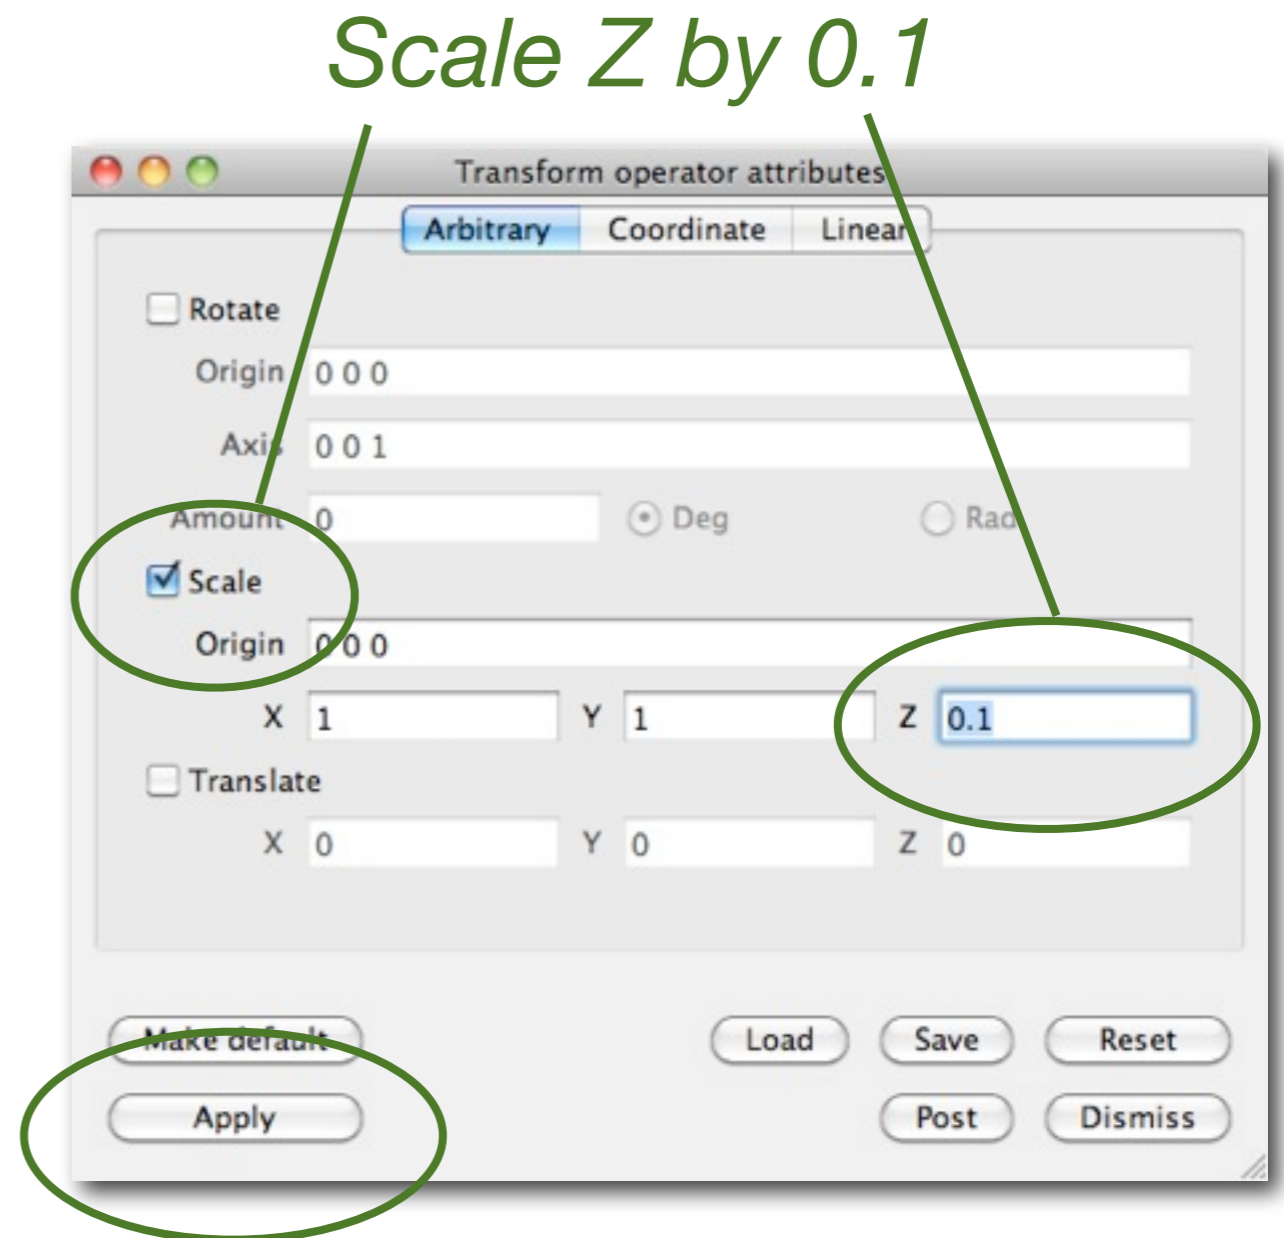 Scale Z by 0.1
Transform operator attributes
Arbitrary Coordinate Linear
Rotate
Origin 0 0 0
Axis 0 0 1
Amount 0 Deg Rad
Scale
Origin 0 0 0
X 1 Y 1 Z 0.1
Translate
X 0 Y 0 Z 0
Make default Load Save Reset
Apply Post Dismiss